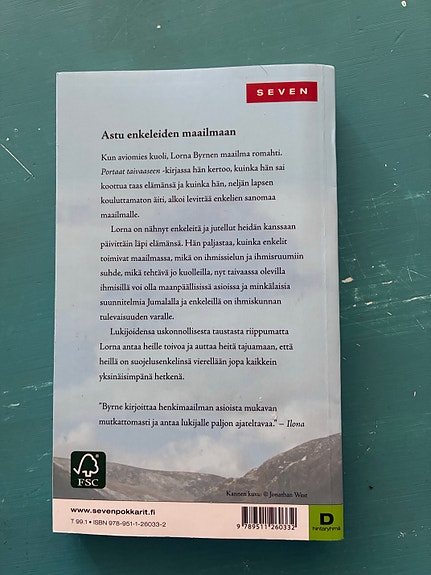 SEVEN
Astu enkeleiden maailmaan
Kun aviomies kuoli, Lorna Byrnen maailma romahti.
Portaat taivaaseen -kirjassa hän kertoo, kuinka hän sai
koottua taas elämänsä ja kuinka hän, neljän lapsen
kouluttamaton äiti, alkoi levittää enkelien sanomaa
maailmalle.
Lorna on nähnyt enkeleitä ja jutellut heidän kanssaan
päivittäin läpi elämänsä. Hän paljastaa, kuinka enkelit
toimivat maailmassa, mikä on ihmissielun ja ihmisruumiin
suhde, mikä tehtävä jo kuolleilla, nyt taivaassa olevilla
ihmisillä voi olla maanpäällisissä asioissa ja minkälaisia
suunnitelmia Jumalalla ja enkeleillä on ihmiskunnan
tulevaisuuden varalle.
Lukijoidensa uskonnollisesta taustasta riippumatta
Lorna antaa heille toivoa ja auttaa heitä tajuamaan, että
heillä on suojelusenkelinsä vierellään jopa kaikkein
yksinäisimpänä hetkenä.
"Byrne kirjoittaa henkimaailman asioista mukavan
mutkattomasti ja antaa lukijalle paljon ajateltavaa." – Ilona
FSC
Kannen kuva: © Jonathan
www.sevenpokkarit.fi
T 99.1 • ISBN 978-951-1-26033-2
9 789511 260332
D
hintaryhmä